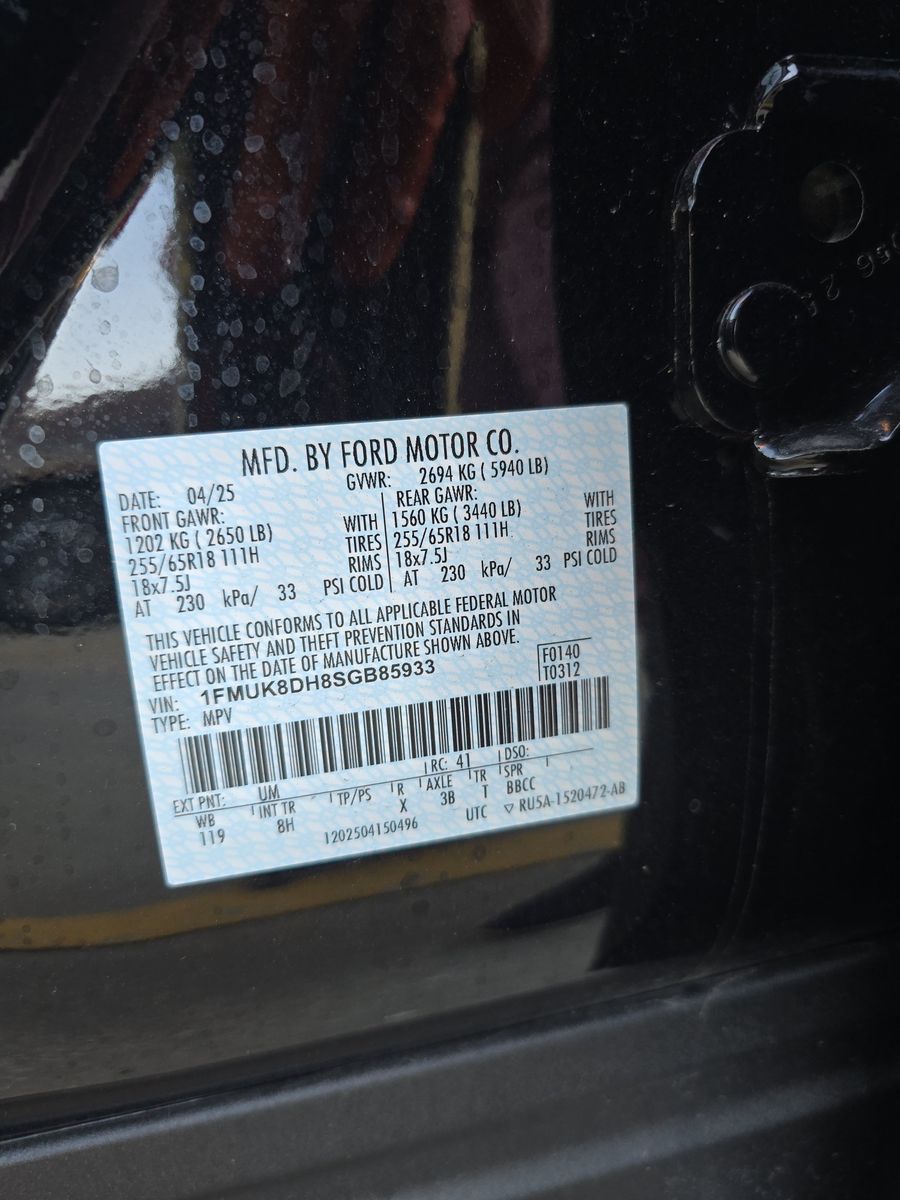 MFD. BY FORD MOTOR CO.
DATE: 04/25 GVWR: 2694 KG ( 5940 LB)
FRONT GAWR: REAR GAWR:
1202 KG ( 2650 LB) WITH 1560 KG ( 3440 LB) WITH
255/65R18 111H TIRES 255/65R18 111H TIRES
18x7.5J RIMS 18x7.5J RIMS
AT 230 kPa/ 33 PSI COLD AT 230 kPa/ 33 PSI COLD
THIS VEHICLE CONFORMS TO ALL APPLICABLE FEDERAL MOTOR
VEHICLE SAFETY AND THEFT PREVENTION STANDARDS IN
EFFECT ON THE DATE OF MANUFACTURE SHOWN ABOVE.
VIN: 1FMUK8DH8SGB85933 F0140
TYPE: MPV T0312
EXT PNT: UM RC: 41 DSO:
WB INT TR TP/PS R AXLE TR SPR
119 8H X 3B T BBCC
1202504150496 UTC ▽ RU5A-1520472-AB